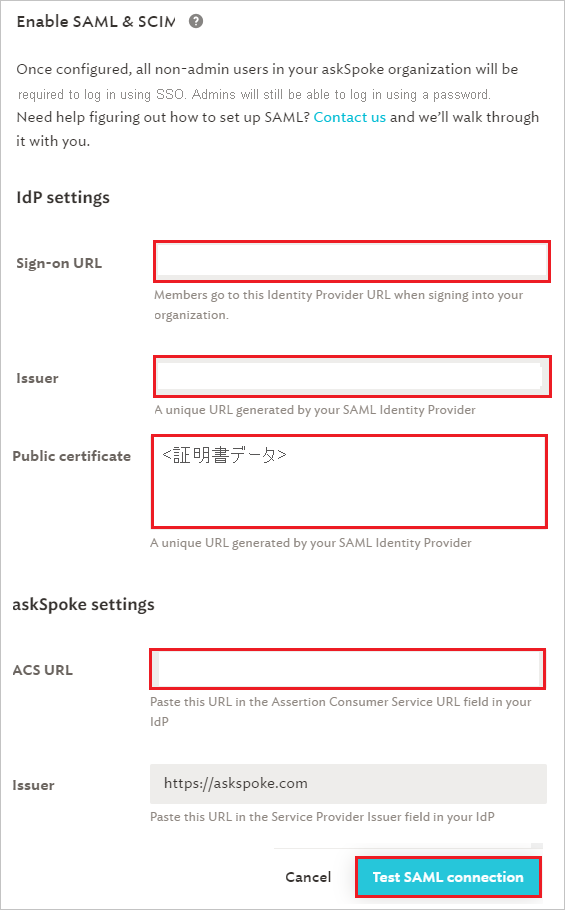 Enable SAML & SCIM
Once configured, all non-admin users in your askSpoke organization will be
required to log in using SSO. Admins will still be able to log in using a password.
Need help figuring out how to set up SAML? Contact us and we'll walk through
it with you.
IdP settings
Sign-on URL
Members go to this Identity Provider URL when signing into your
organization.
Issuer
A unique URL generated by your SAML Identity Provider
Public certificate
<証明書データ>
A unique URL generated by your SAML Identity Provider
askSpoke settings
ACS URL
Paste this URL in the Assertion Consumer Service URL field in your
IdP
Issuer
https://askspoke.com
Paste this URL in the Service Provider Issuer field in your IdP
Cancel
Test SAML connection